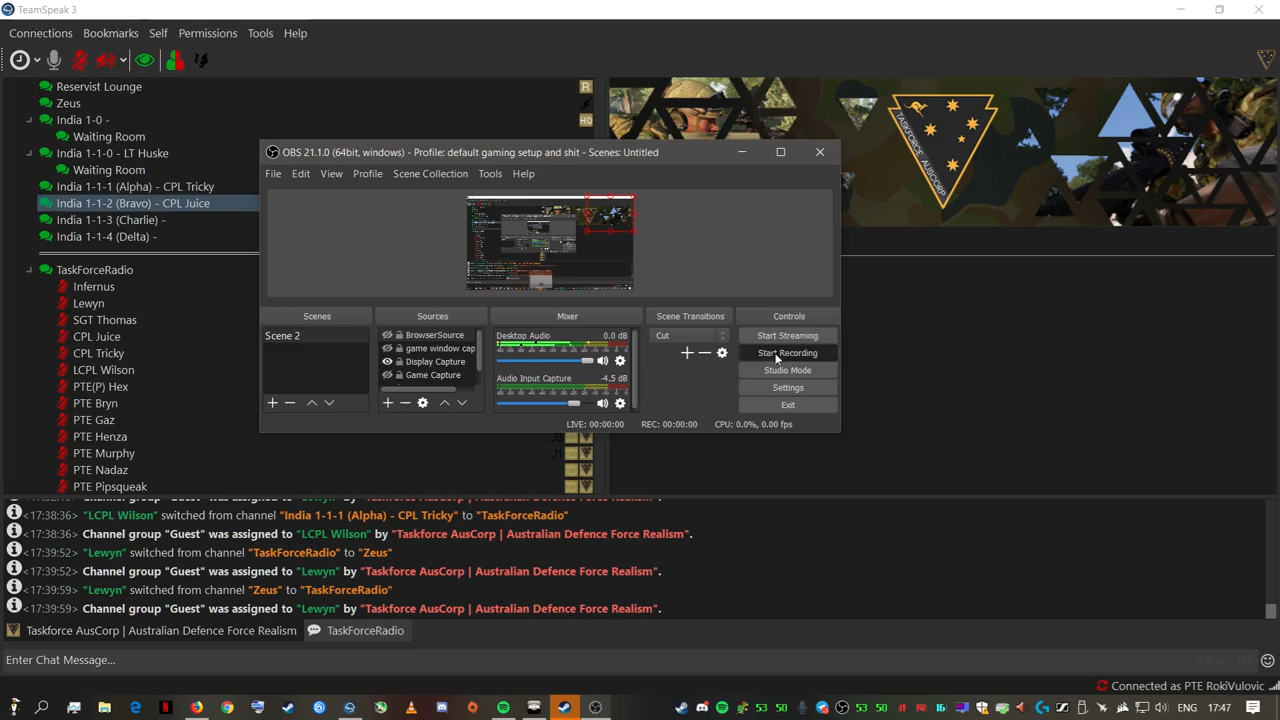 TeamSpeak 3
Connections Bookmarks Self Permissions Tools Help
Reservist Lounge R
Zeus
India 1-0 - HQ
Waiting Room
India 1-1-0 - LT Huske
Waiting Room
India 1-1-1 (Alpha) - CPL Tricky
India 1-1-2 (Bravo) - CPL Juice
India 1-1-3 (Charlie) -
India 1-1-4 (Delta) -
TaskForceRadio
Infernus
Lewyn
SGT Thomas
CPL Juice
CPL Tricky
LCPL Wilson
PTE(P) Hex
PTE Bryn
PTE Gaz
PTE Henza
PTE Murphy
PTE Nadaz
PTE Pipsqueak
TASKFORCE AUSCORP
OBS 21.1.0 (64bit, windows) - Profile: default gaming setup and shit - Scenes: Untitled
File Edit View Profile Scene Collection Tools Help
Scenes Sources Mixer Scene Transitions Controls
Scene 2
BrowserSource
game window cap
Display Capture
Game Capture
Desktop Audio 0.0 dB
Audio Input Capture -4.5 dB
Cut
Start Streaming
Start Recording
Studio Mode
Settings
Exit
LIVE: 00:00:00 REC: 00:00:00 CPU: 0.0%, 0.00 fps
<17:38:36> "LCPL Wilson" switched from channel "India 1-1-1 (Alpha) - CPL Tricky" to "TaskForceRadio"
<17:38:36> Channel group "Guest" was assigned to "LCPL Wilson" by "Taskforce AusCorp | Australian Defence Force Realism".
<17:39:52> "Lewyn" switched from channel "TaskForceRadio" to "Zeus"
<17:39:52> Channel group "Guest" was assigned to "Lewyn" by "Taskforce AusCorp | Australian Defence Force Realism".
<17:39:59> "Lewyn" switched from channel "Zeus" to "TaskForceRadio"
<17:39:59> Channel group "Guest" was assigned to "Lewyn" by "Taskforce AusCorp | Australian Defence Force Realism".
Taskforce AusCorp | Australian Defence Force Realism TaskForceRadio
Enter Chat Message...
Connected as PTE RokiVulovic
53 50 53 50 ENG 17:47